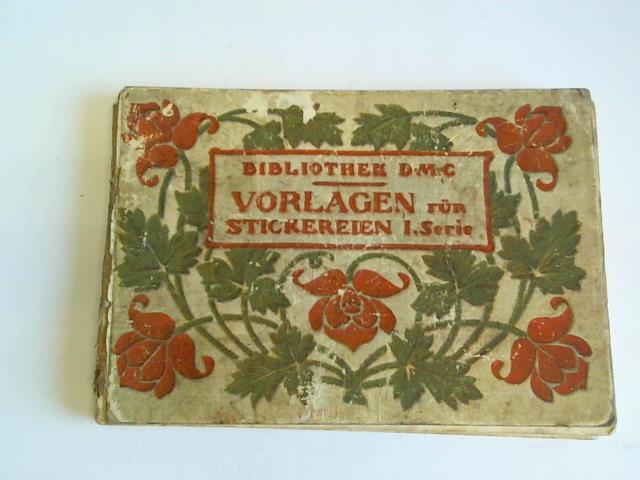 BIBLIOTHEK D·M·C
VORLAGEN FÜR
STICKEREIEN I. Serie